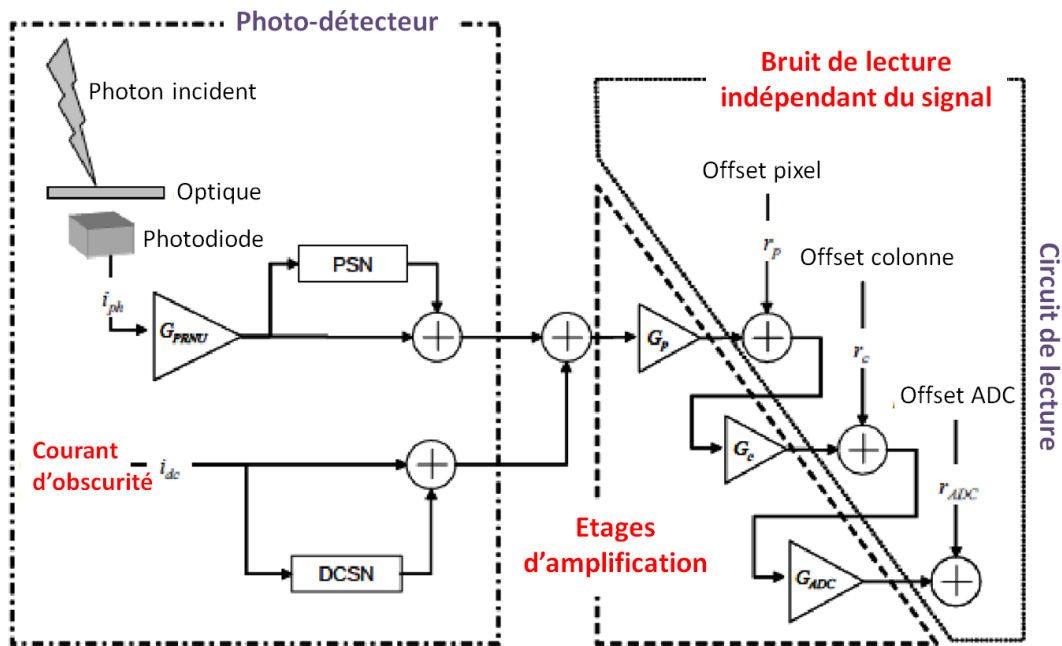 Photo-détecteur
Photon incident
Optique
Photodiode
i_ph
G_PRNU
PSN
Courant
d'obscurité
i_dc
DCSN
Bruit de lecture
indépendant du signal
Offset pixel
r_p
Offset colonne
r_c
Offset ADC
r_ADC
G_p
G_c
G_ADC
Etages
d'amplification
Circuit de lecture